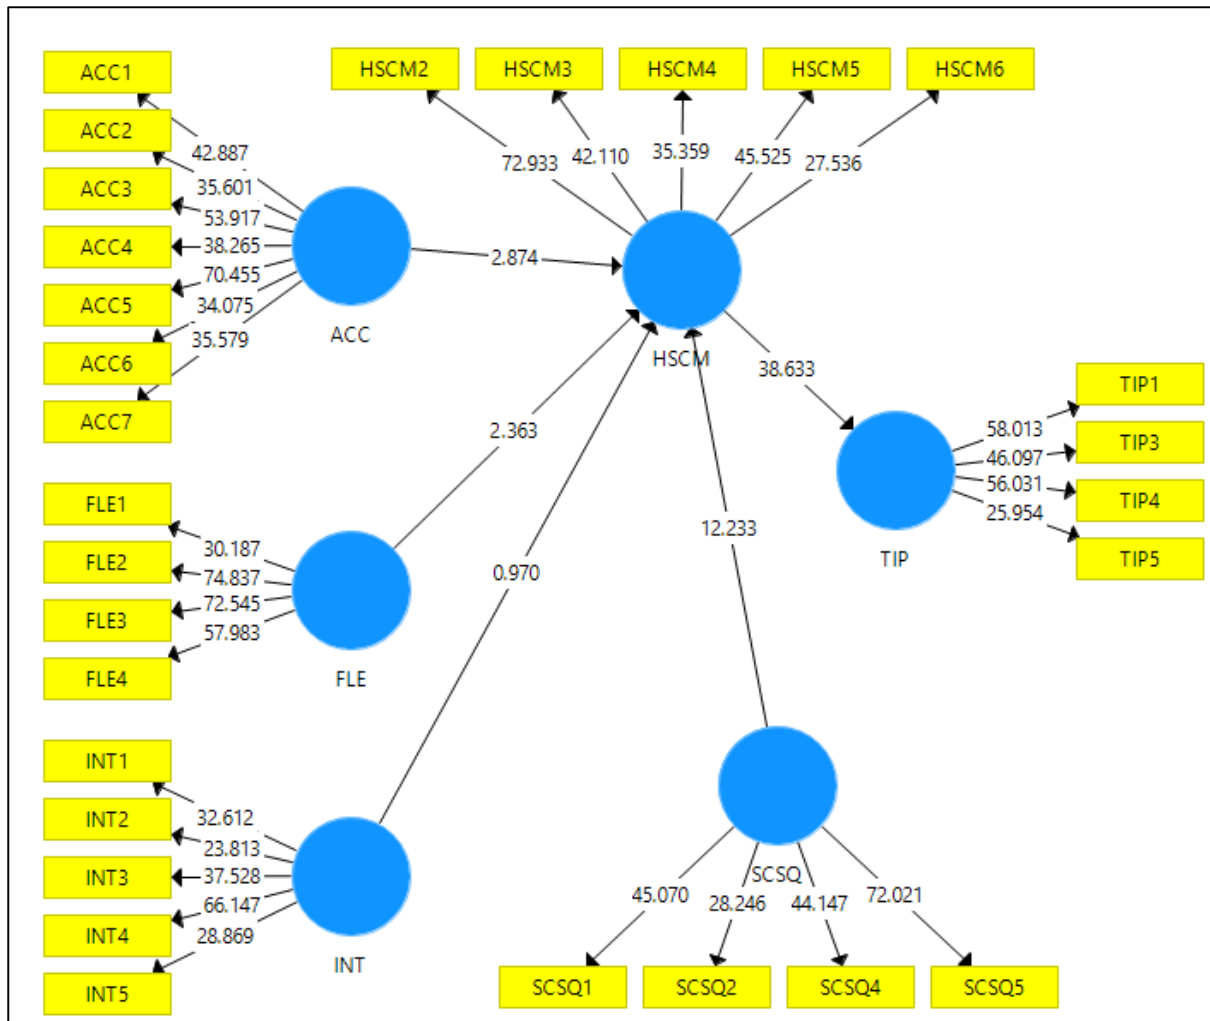 ACC1
ACC2
ACC3
ACC4
ACC5
ACC6
ACC7
42.887
35.601
53.917
38.265
70.455
34.075
35.579
ACC
HSCM2
HSCM3
HSCM4
HSCM5
HSCM6
72.933
42.110
35.359
45.525
27.536
HSCM
2.874
2.363
0.970
12.233
38.633
FLE1
FLE2
FLE3
FLE4
30.187
74.837
72.545
57.983
FLE
INT1
INT2
INT3
INT4
INT5
32.612
23.813
37.528
66.147
28.869
INT
TIP
58.013
46.097
56.031
25.954
TIP1
TIP3
TIP4
TIP5
SCSQ
45.070
28.246
44.147
72.021
SCSQ1
SCSQ2
SCSQ4
SCSQ5